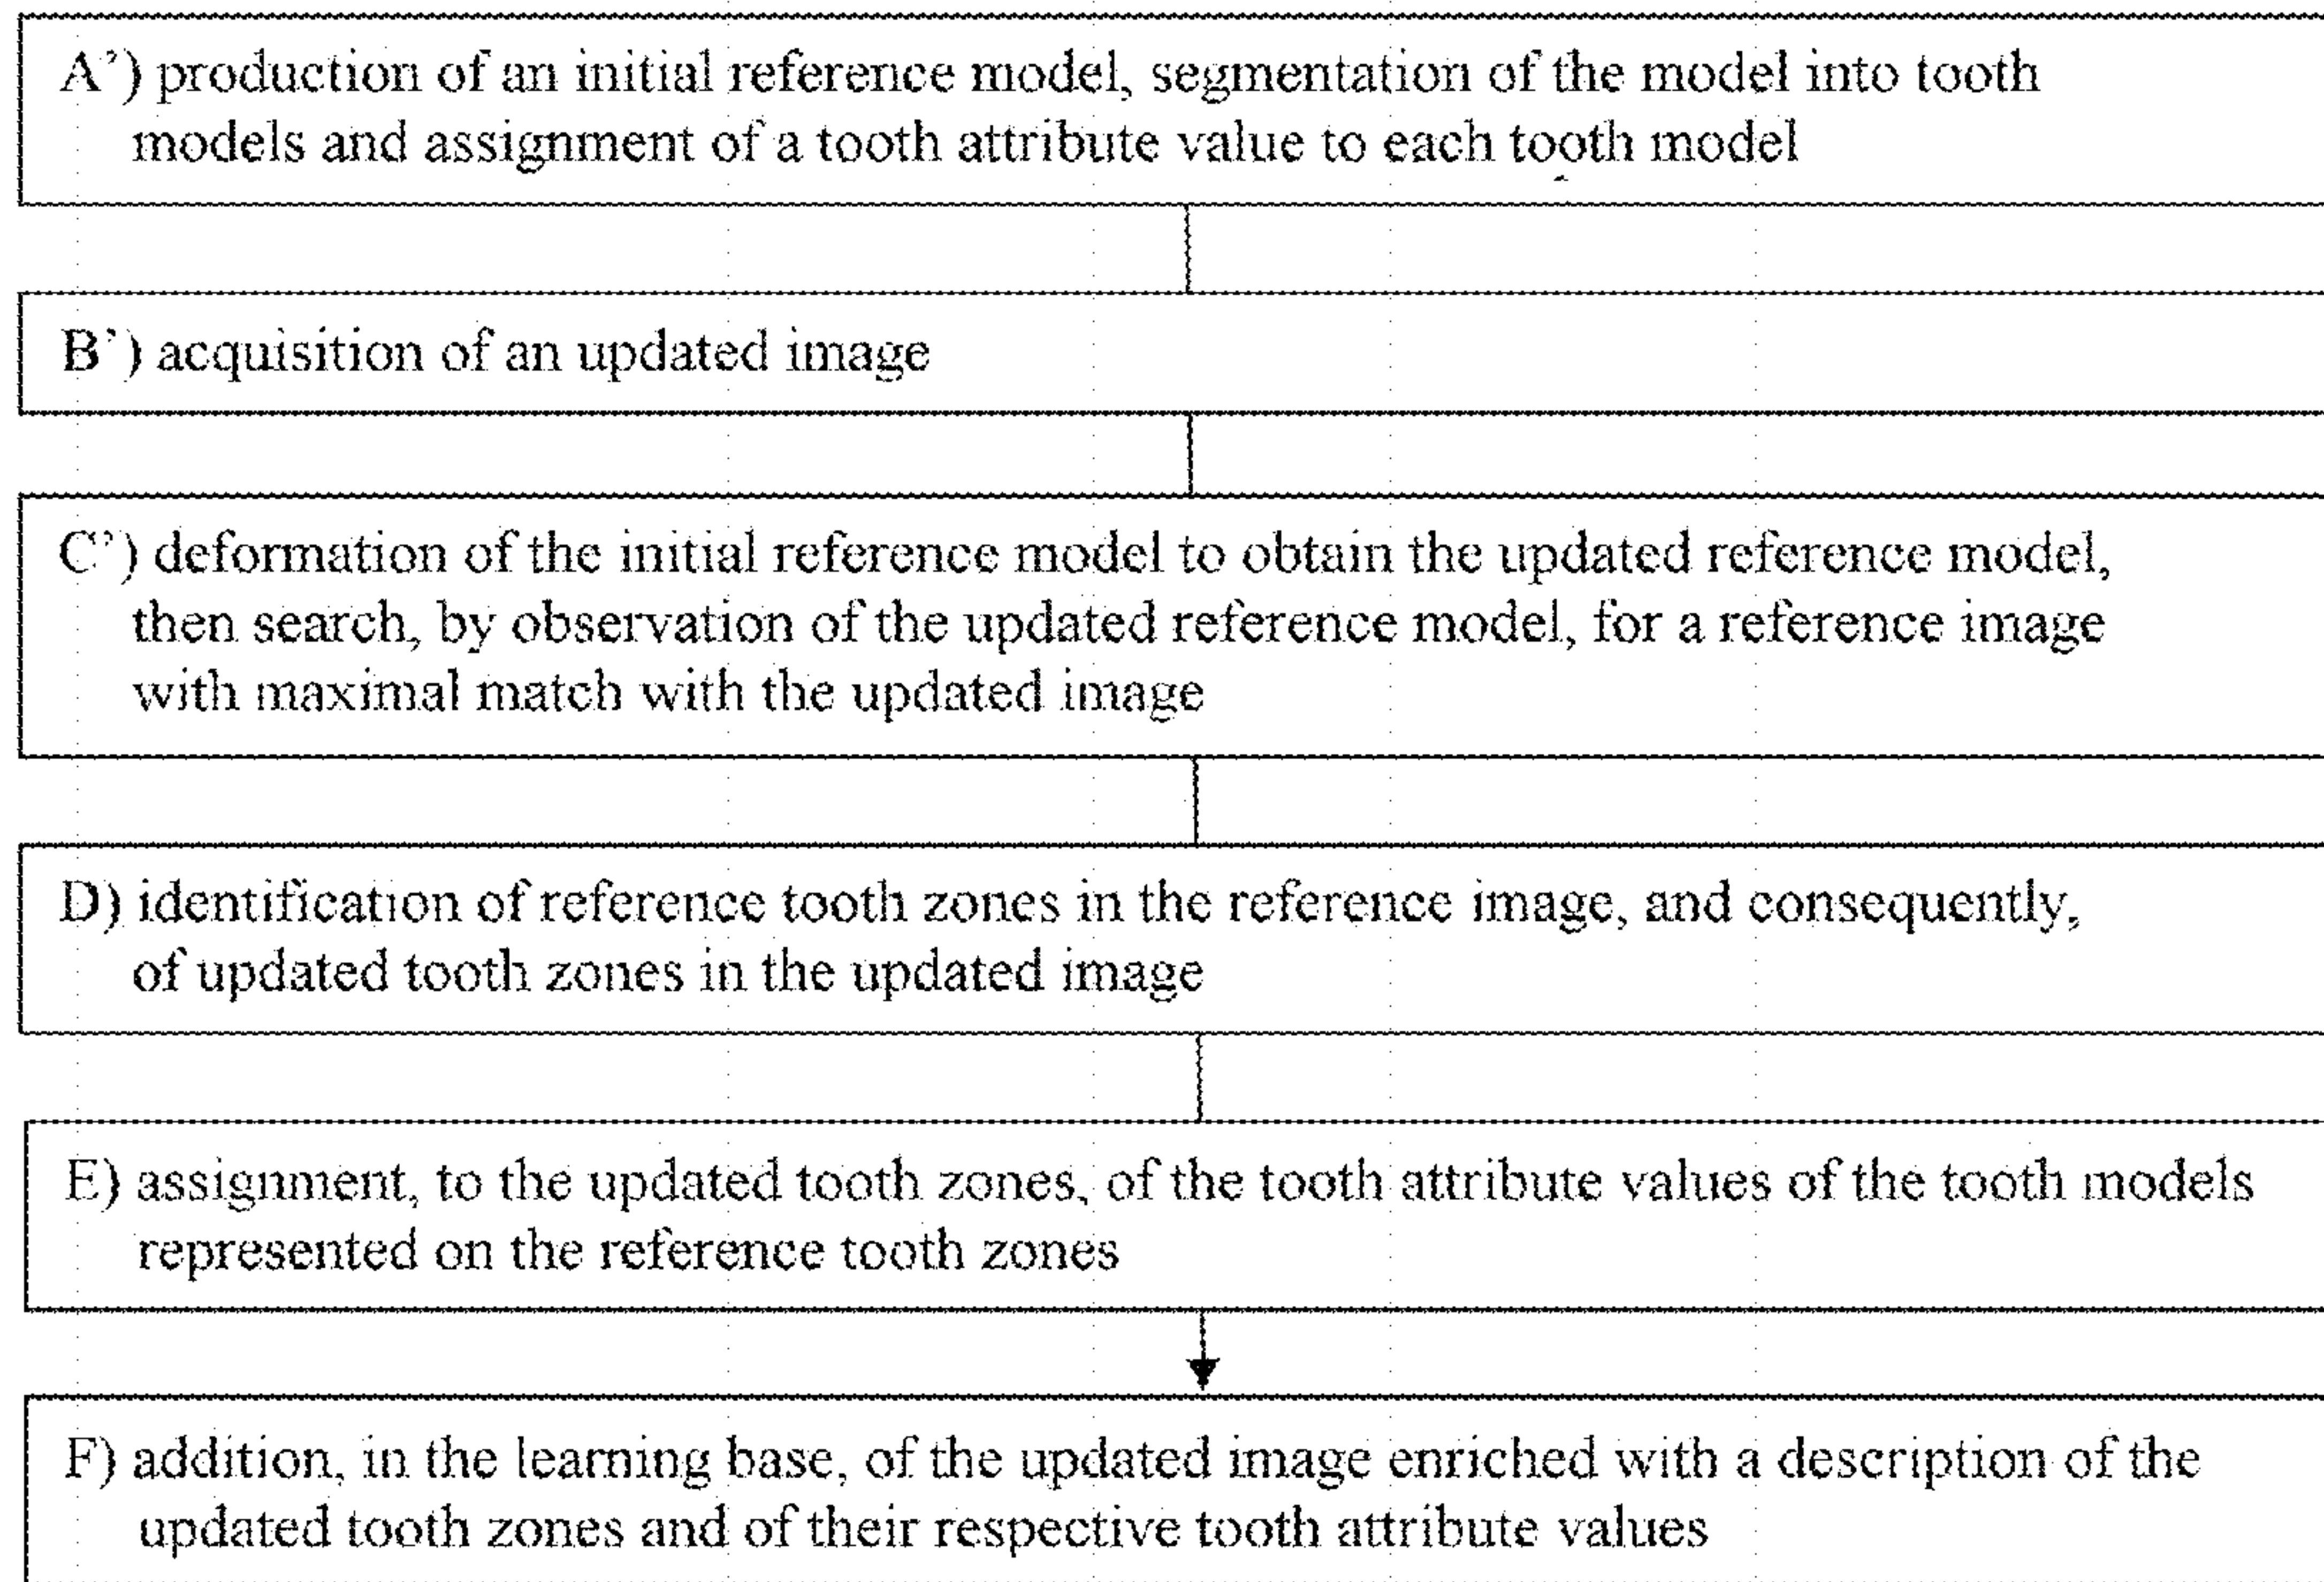 A’) production of an initial reference model, segmentation of the model into tooth
models and assignment of a tooth attribute value to each tooth model
B’) acquisition of an updated image
C’) deformation of the initial reference model to obtain the updated reference model,
then search, by observation of the updated reference model, for a reference image
with maximal match with the updated image
D) identification of reference tooth zones in the reference image, and consequently,
of updated tooth zones in the updated image
E) assignment, to the updated tooth zones, of the tooth attribute values of the tooth models
represented on the reference tooth zones
F) addition, in the learning base, of the updated image enriched with a description of the
updated tooth zones and of their respective tooth attribute values